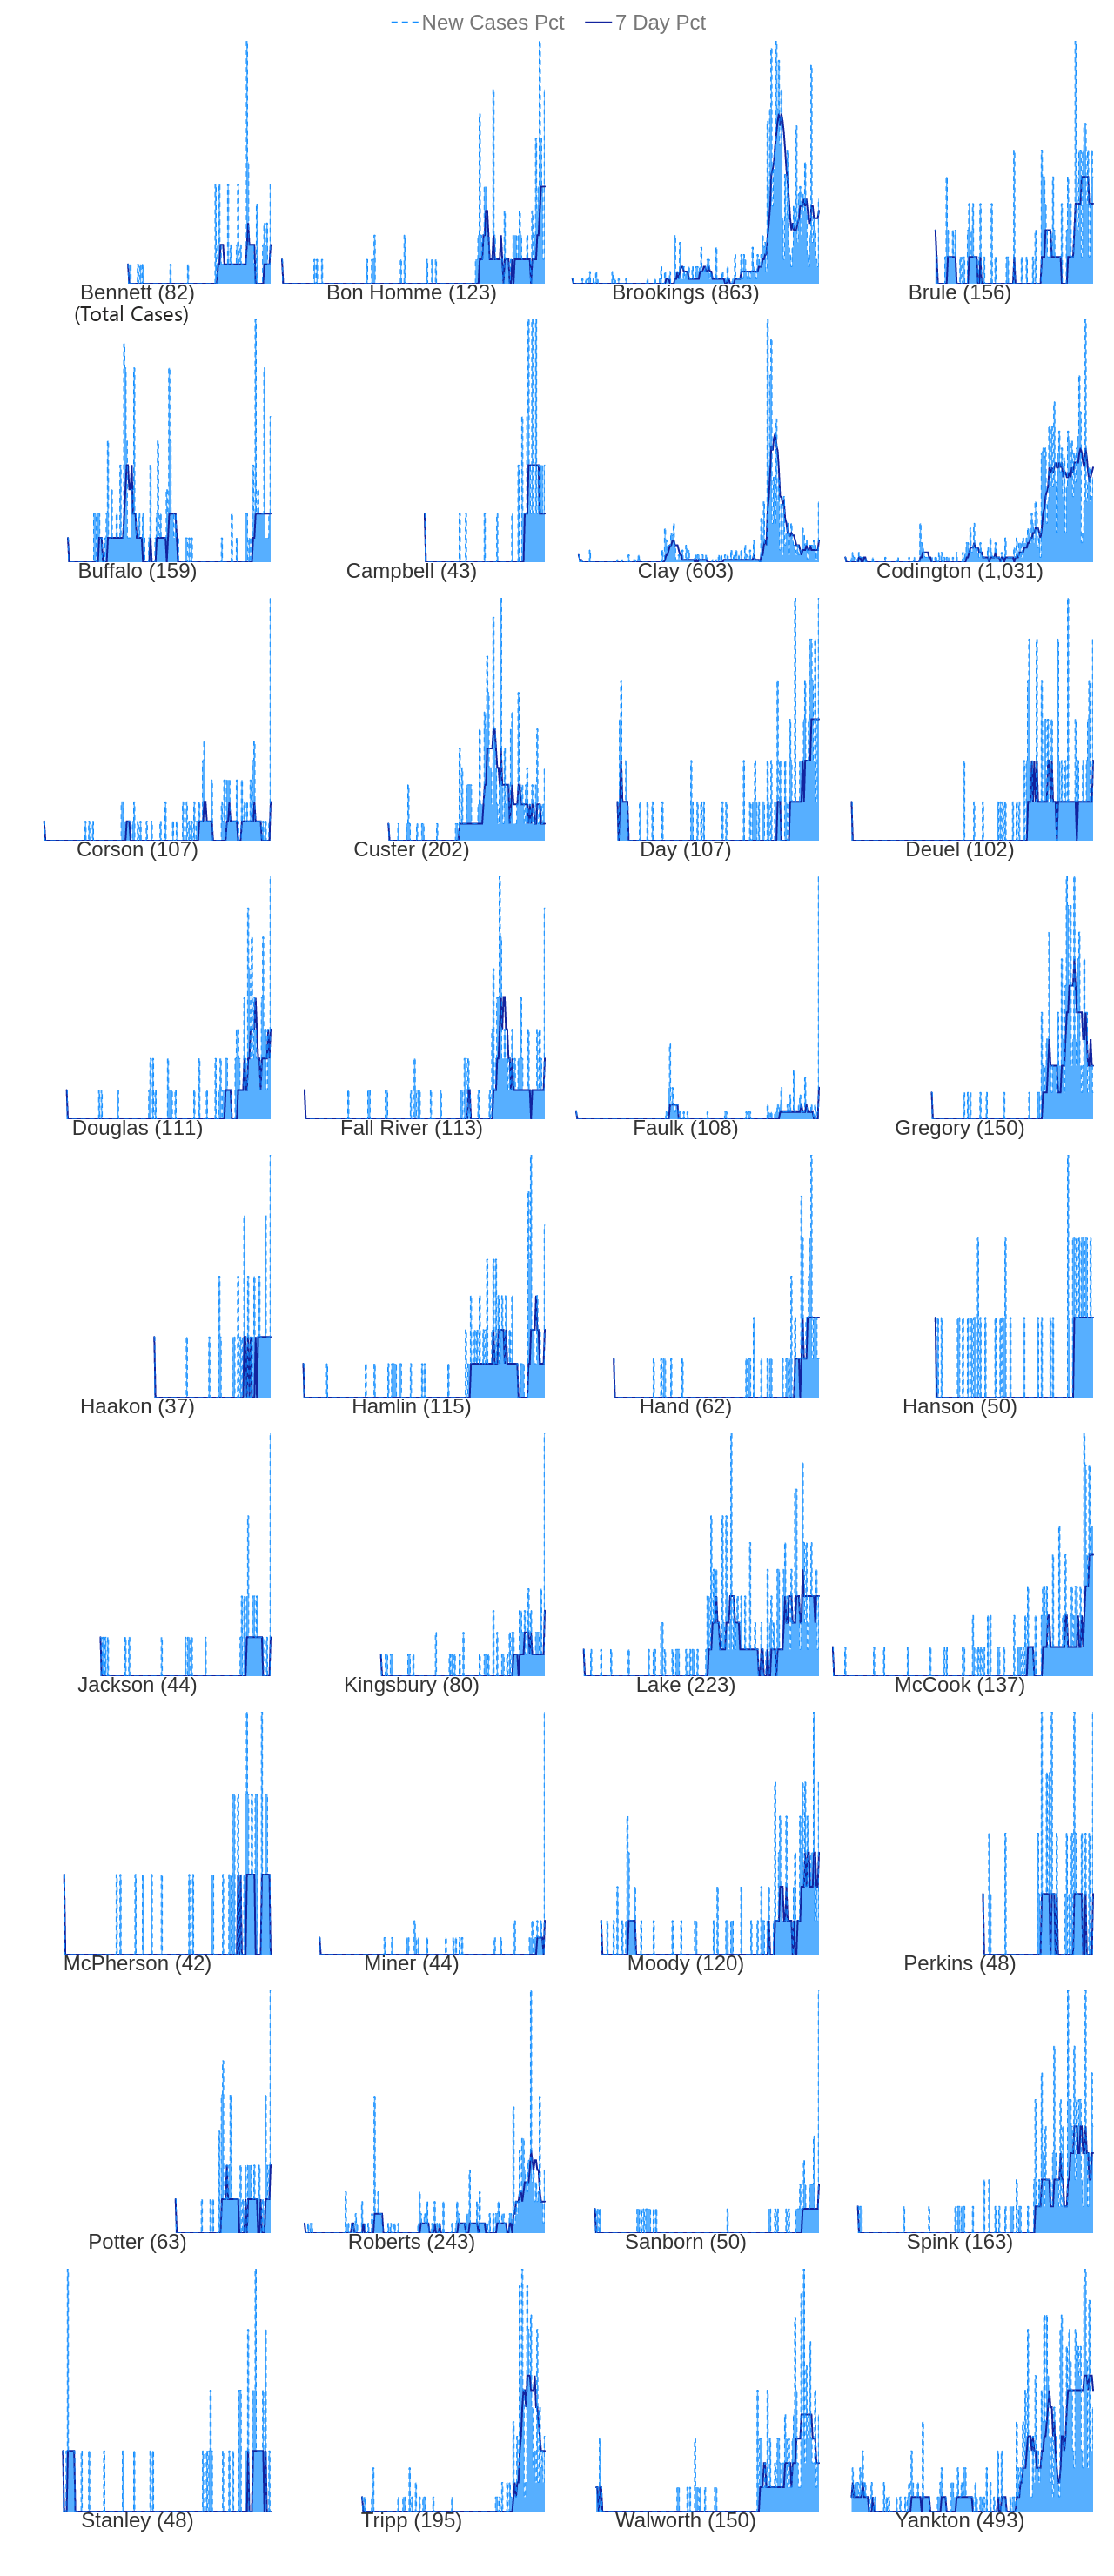 New Cases Pct 7 Day Pct
Bennett (82) Bon Homme (123) Brookings (863) Brule (156)
(Total Cases)
Buffalo (159) Campbell (43) Clay (603) Codington (1,031)
Corson (107) Custer (202) Day (107) Deuel (102)
Douglas (111) Fall River (113) Faulk (108) Gregory (150)
Haakon (37) Hamlin (115) Hand (62) Hanson (50)
Jackson (44) Kingsbury (80) Lake (223) McCook (137)
McPherson (42) Miner (44) Moody (120) Perkins (48)
Potter (63) Roberts (243) Sanborn (50) Spink (163)
Stanley (48) Tripp (195) Walworth (150) Yankton (493)